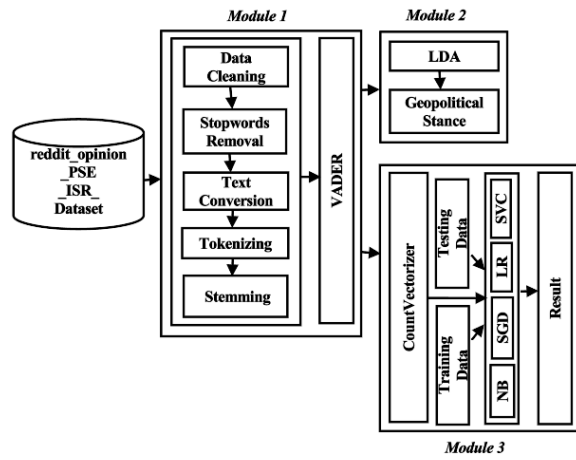 Module 1
Module 2
Data
Cleaning
Stopwords
Removal
Text
Conversion
Tokenizing
Stemming
VADER
reddit_opinion
_PSE
_ISR_
Dataset
LDA
Geopolitical
Stance
CountVectorizer
Testing
Data
Training
Data
SVC
LR
SGD
NB
Result
Module 3